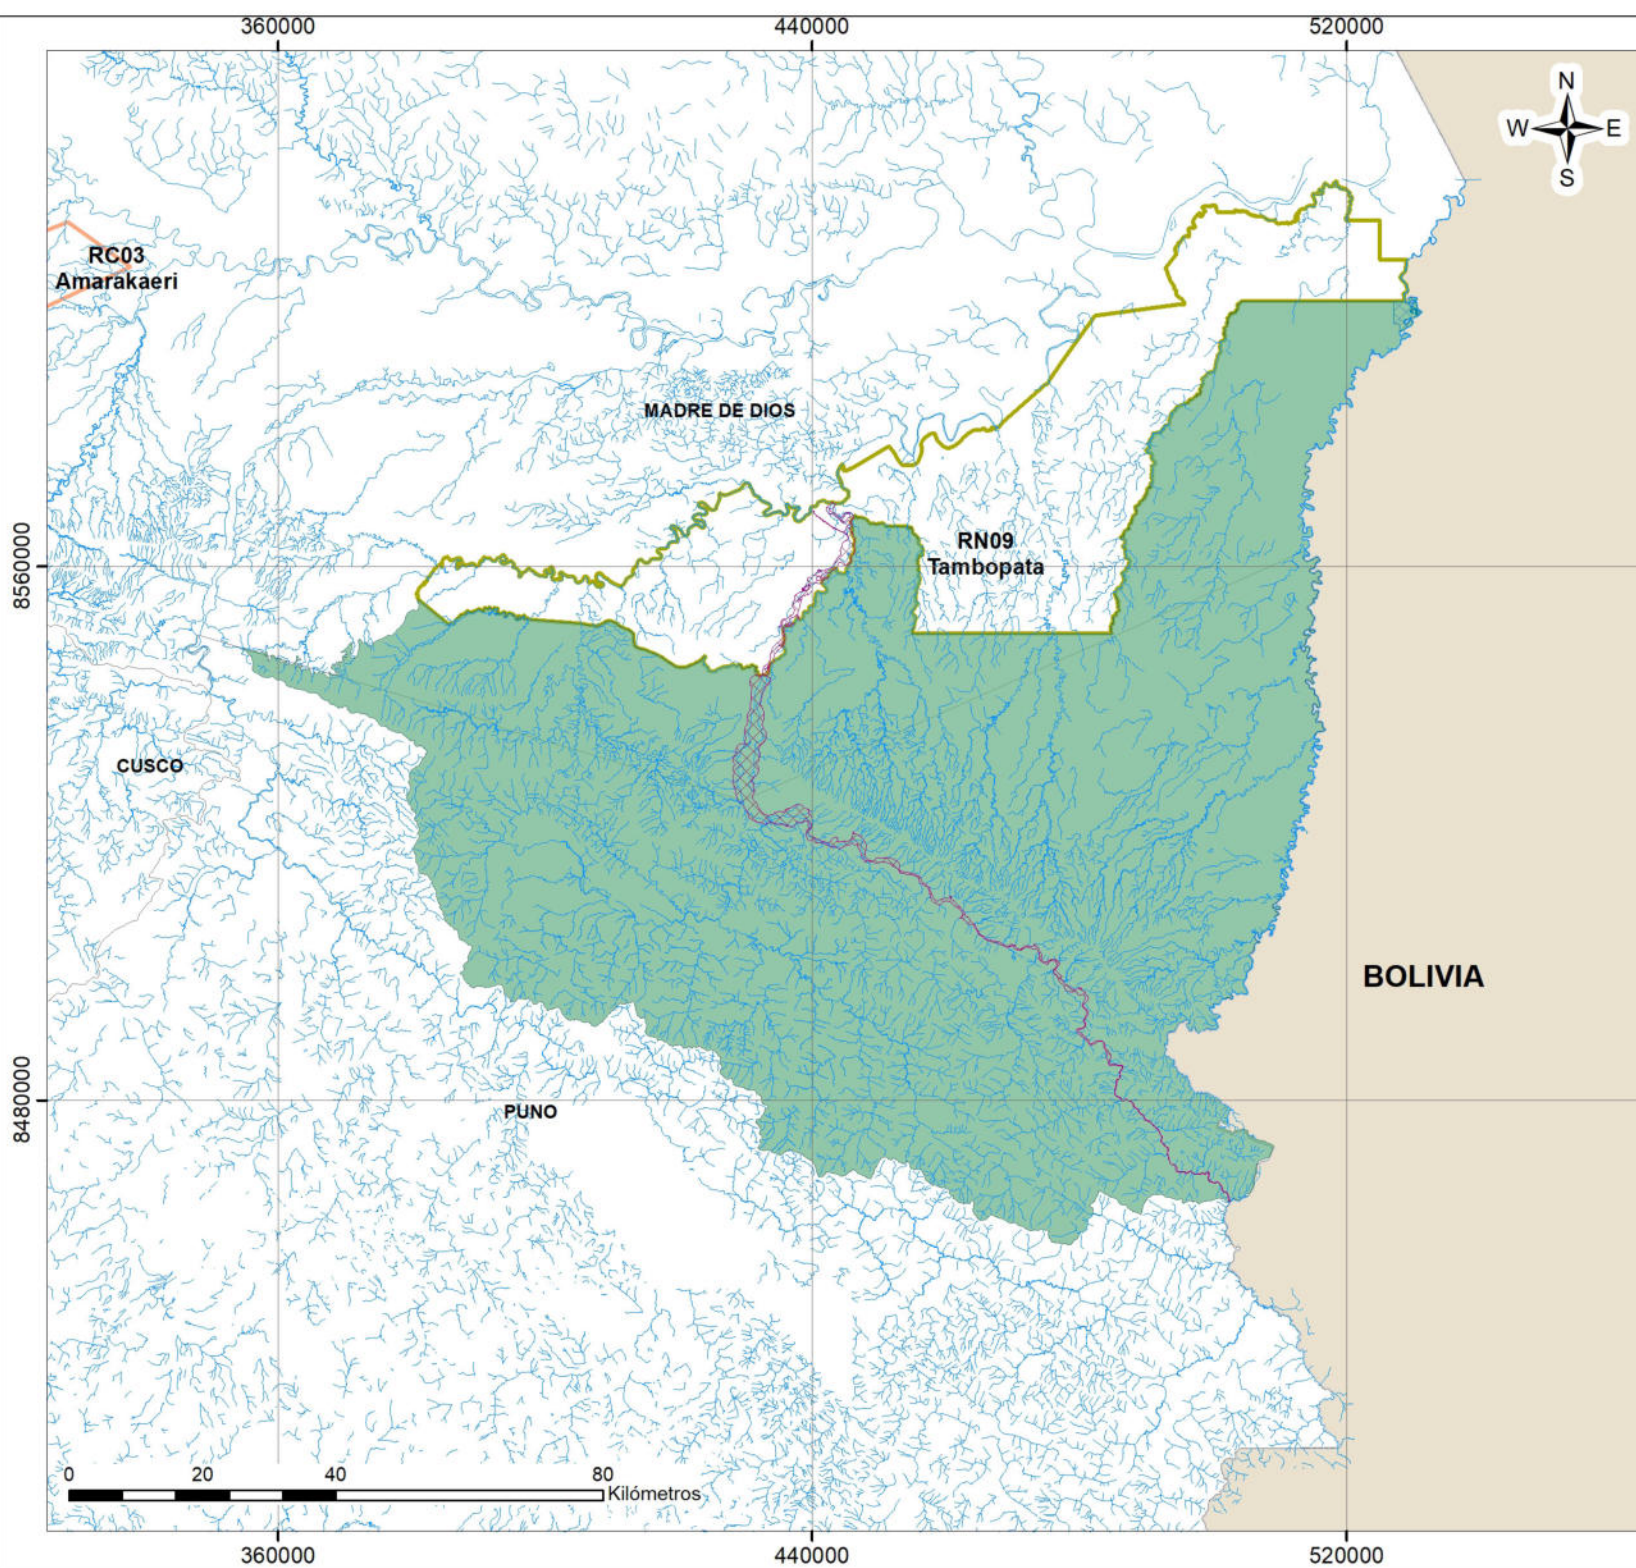 360000
440000
520000
N
W
E
S
RC03
Amarakaeri
MADRE DE DIOS
RN09
Tambopata
8560000
CUSCO
BOLIVIA
8480000
PUNO
0
20
40
80
Kilómetros
360000
440000
520000